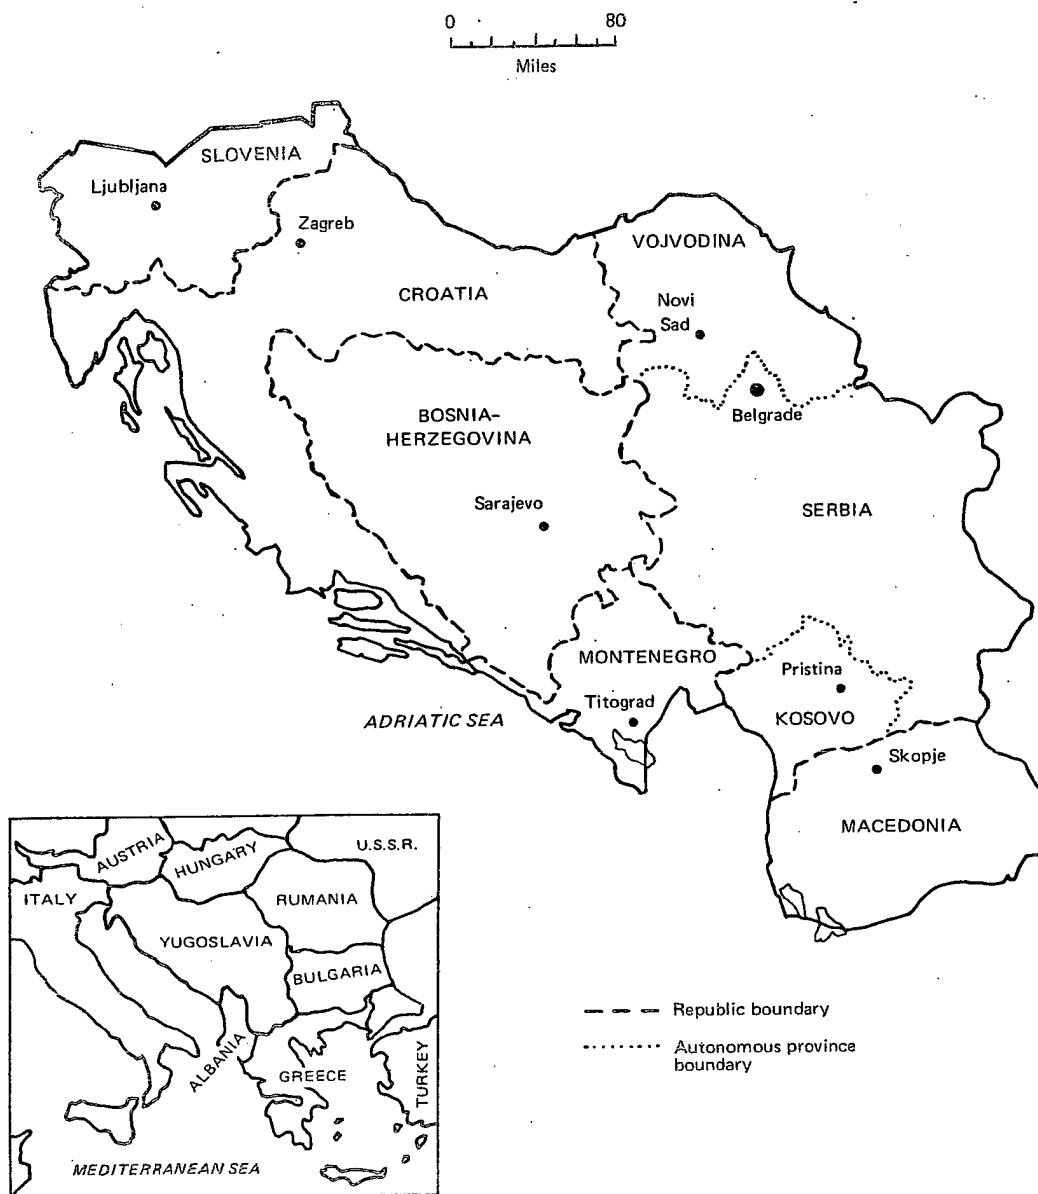 0 80
Miles
SLOVENIA
Ljubljana
Zagreb
VOJVODINA
CROATIA
Novi
Sad
BOSNIA-
HERZEGOVINA
Belgrade
Sarajevo
SERBIA
MONTENEGRO
Pristina
Titograd
KOSOVO
ADRIATIC SEA
Skopje
MACEDONIA
AUSTRIA
HUNGARY
U.S.S.R.
ITALY
RUMANIA
YUGOSLAVIA
BULGARIA
ALBANIA
GREECE
TURKEY
MEDITERRANEAN SEA
Republic boundary
Autonomous province
boundary